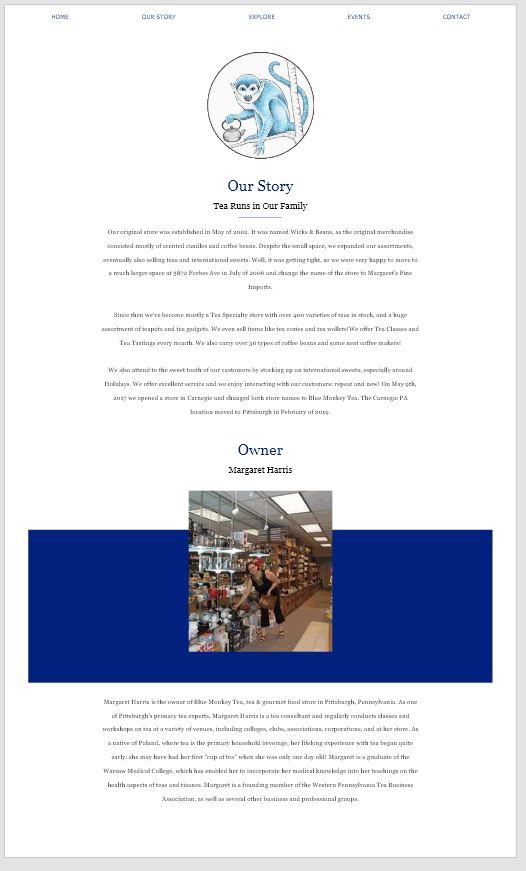 HOME OUR STORY EXPLORE EVENTS CONTACT
Our Story
Tea Runs in Our Family
Our original store was established in May of 2002. It was named Wicks & Beans, as the original merchandise
consisted mostly of scented candles and coffee beans. Despite the small space, we expanded our assortments,
eventually also selling teas and international sweets. Well, it was getting tight, so we were very happy to move to
a much larger space at 5872 Forbes Ave in July of 2006 and change the name of the store to Margaret's Fine
Imports.
Since then we've become mostly a Tea Specialty store with over 400 varieties of teas in stock, and a huge
assortment of teapots and tea gadgets. We even sell items like tea cozies and tea wallets! We offer Tea Classes and
Tea Tastings every month. We also carry over 30 types of coffee beans and some neat coffee makers!
We also attend to the sweet tooth of our customers by stocking up on international sweets, especially around
Holidays. We offer excellent service and we enjoy interacting with our customers: repeat and new! On May 9th,
2017 we opened a store in Carnegie and changed both store names to Blue Monkey Tea. The Carnegie PA
location moved to Pittsburgh in February of 2019.
Owner
Margaret Harris
Margaret Harris is the owner of Blue Monkey Tea, tea & gourmet food store in Pittsburgh, Pennsylvania. As one
of Pittsburgh's primary tea experts, Margaret Harris is a tea consultant and regularly conducts classes and
workshops on tea at a variety of venues, including colleges, clubs, associations, corporations, and at her store. As
a native of Poland, where tea is the primary household beverage, her lifelong experience with tea began quite
early: she may have had her first "cup of tea" when she was only one day old! Margaret is a graduate of the
Warsaw Medical College, which has enabled her to incorporate her medical knowledge into her teachings on the
health aspects of teas and tisanes. Margaret is a founding member of the Western Pennsylvania Tea Business
Association, as well as several other business and professional groups.